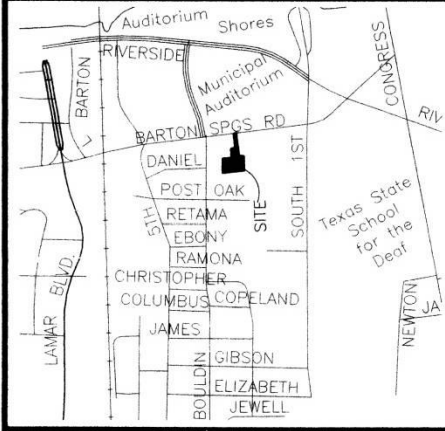 Auditorium Shores
RIVERSIDE
BARTON
Municipal
Auditorium
CONGRESS
RIV
BARTON SPGS RD
DANIEL
POST OAK
5TH
RETAMA
EBONY
RAMONA
CHRISTOPHER
COLUMBUS
COPELAND
JAMES
GIBSON
ELIZABETH
JEWELL
BOULDIN
SITE
SOUTH 1ST
Texas State
School
for the
Deaf
LAMAR BLVD.
NEWTON
JA